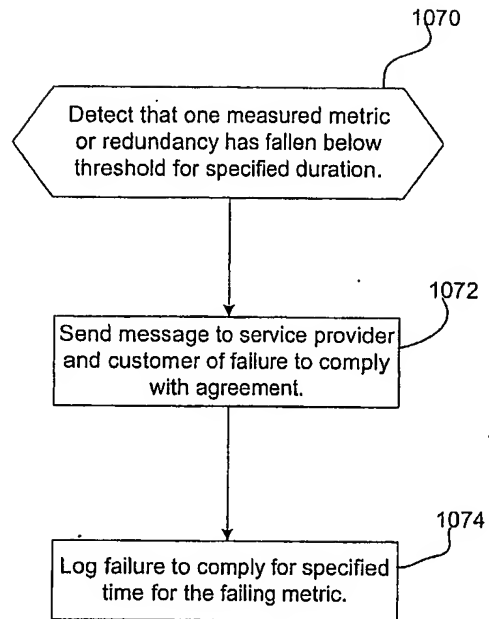 1070
Detect that one measured metric
or redundancy has fallen below
threshold for specified duration.
1072
Send message to service provider
and customer of failure to comply
with agreement.
1074
Log failure to comply for specified
time for the failing metric.